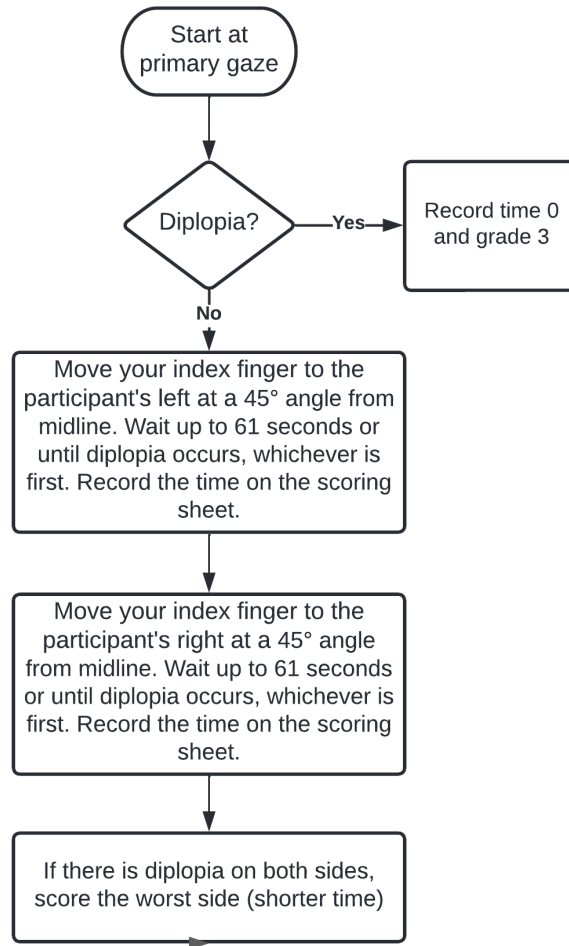 Start at
primary gaze
Diplopia?
Yes
Record time 0
and grade 3
No
Move your index finger to the
participant's left at a 45° angle from
midline. Wait up to 61 seconds or
until diplopia occurs, whichever is
first. Record the time on the scoring
sheet.
Move your index finger to the
participant's right at a 45° angle
from midline. Wait up to 61 seconds
or until diplopia occurs, whichever is
first. Record the time on the scoring
sheet.
If there is diplopia on both sides,
score the worst side (shorter time)